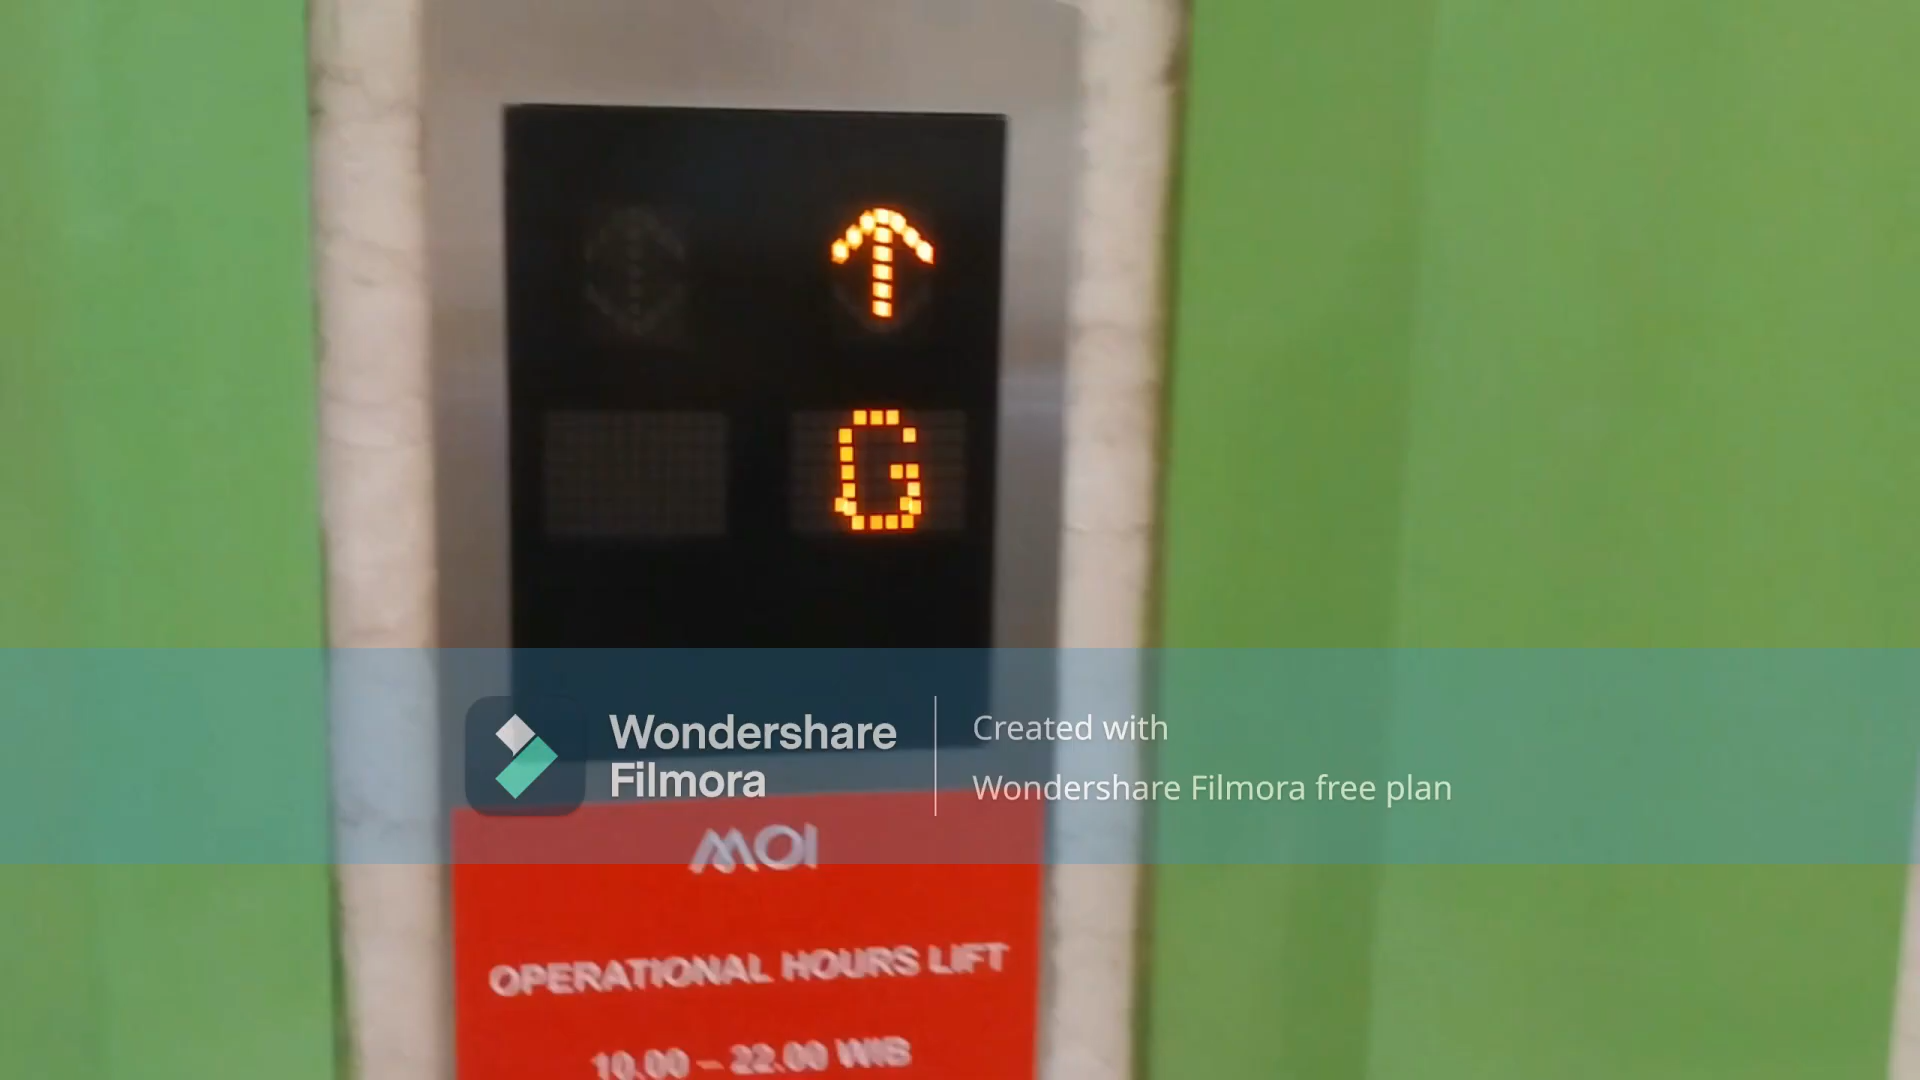 G
Wondershare
Filmora
Created with
Wondershare Filmora free plan
MOI
OPERATIONAL HOURS LIFT
10.00 – 22.00 WIB